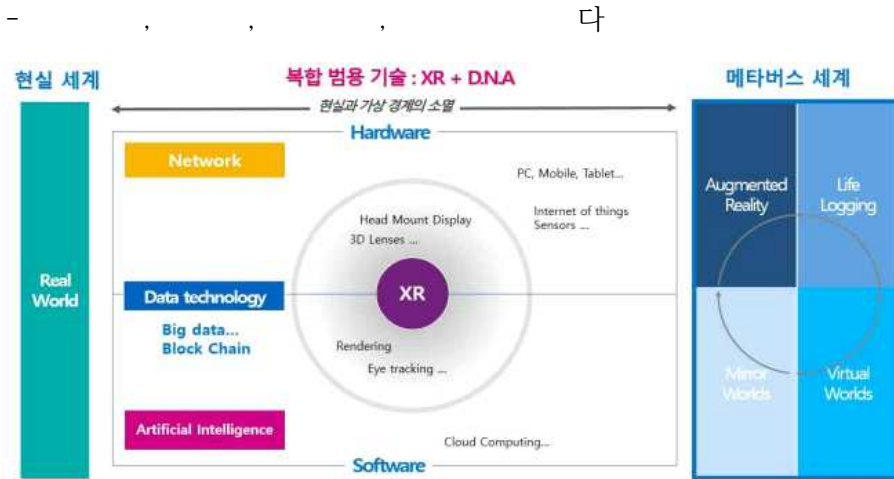 - , , , 다
현실 세계
복합 범용 기술 : XR + D.N.A
메타버스 세계
현실과 가상 경계의 소멸
Hardware
Network
PC, Mobile, Tablet...
Internet of things
Sensors ...
Head Mount Display
3D Lenses ...
Augmented
Reality
Life
Logging
Real
World
Data technology
XR
Big data...
Block Chain
Rendering
Eye tracking ...
Mirror
Worlds
Virtual
Worlds
Artificial Intelligence
Cloud Computing...
Software